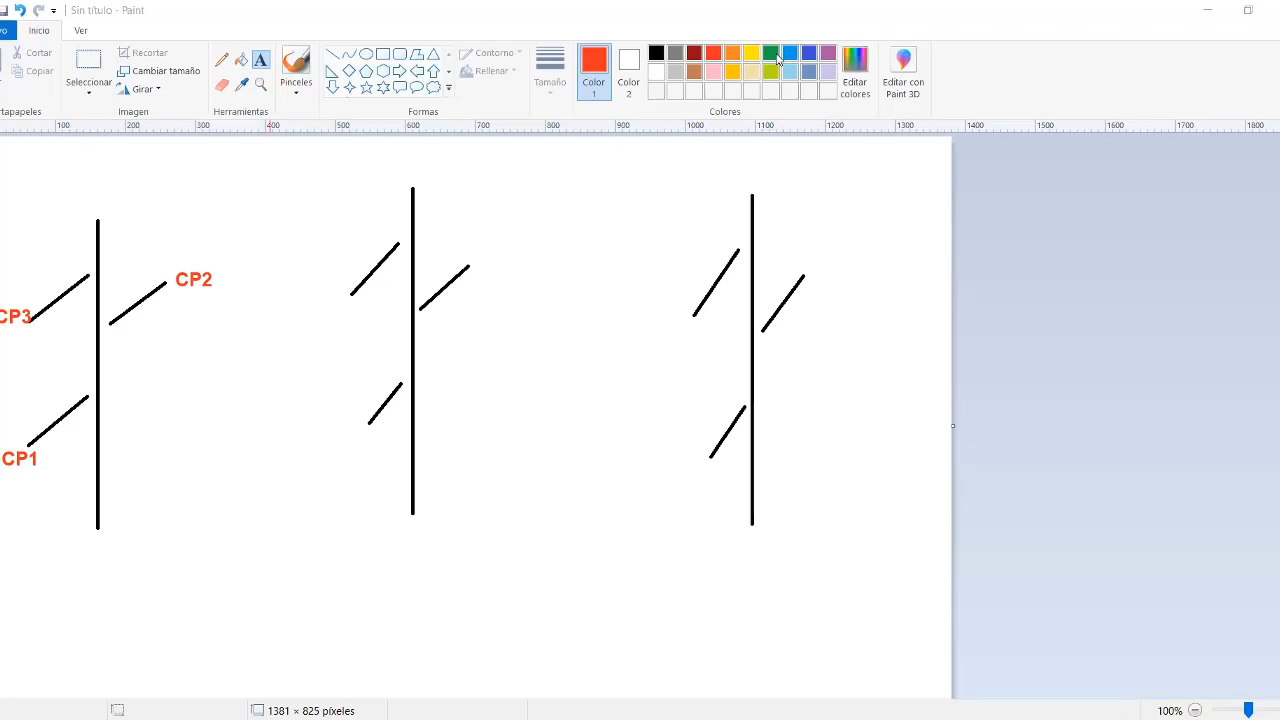 Sin título - Paint
vo
Inicio
Ver
Cortar
Copiar
tapapeles
Seleccionar
Recortar
Cambiar tamaño
Girar
Imagen
A
Herramientas
Pinceles
Contorno
Rellenar
Formas
Tamaño
Color
1
Color
2
Editar
colores
Editar con
Paint 3D
Colores
100 200 300 400 500 600 700 800 900 1000 1100 1200 1300 1400 1500 1600 1700 1800
CP2
CP3
CP1
1381 × 825 píxeles
100%